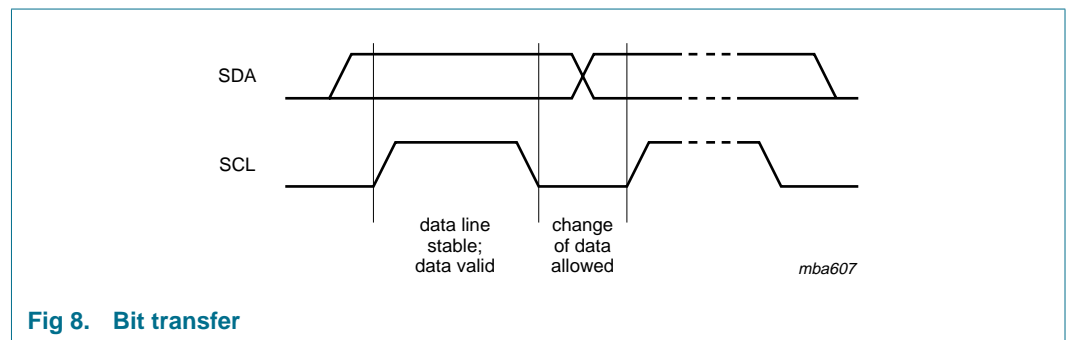 SDA
SCL
data line
stable;
data valid
change
of data
allowed
mba607
Fig 8. Bit transfer